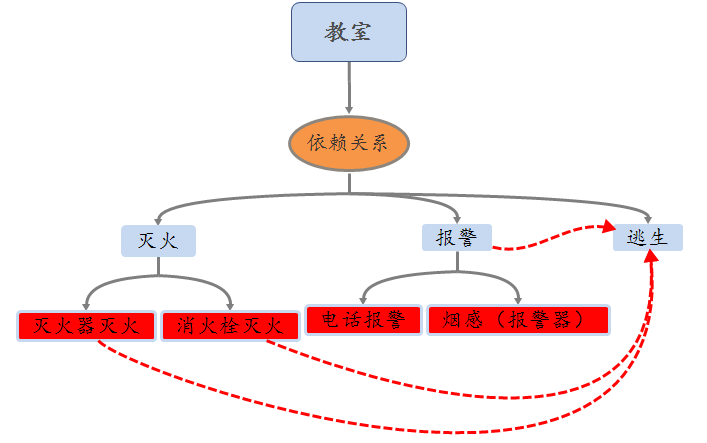 教室
依赖关系
灭火
报警
逃生
灭火器灭火
消火栓灭火
电话报警
烟感（报警器）